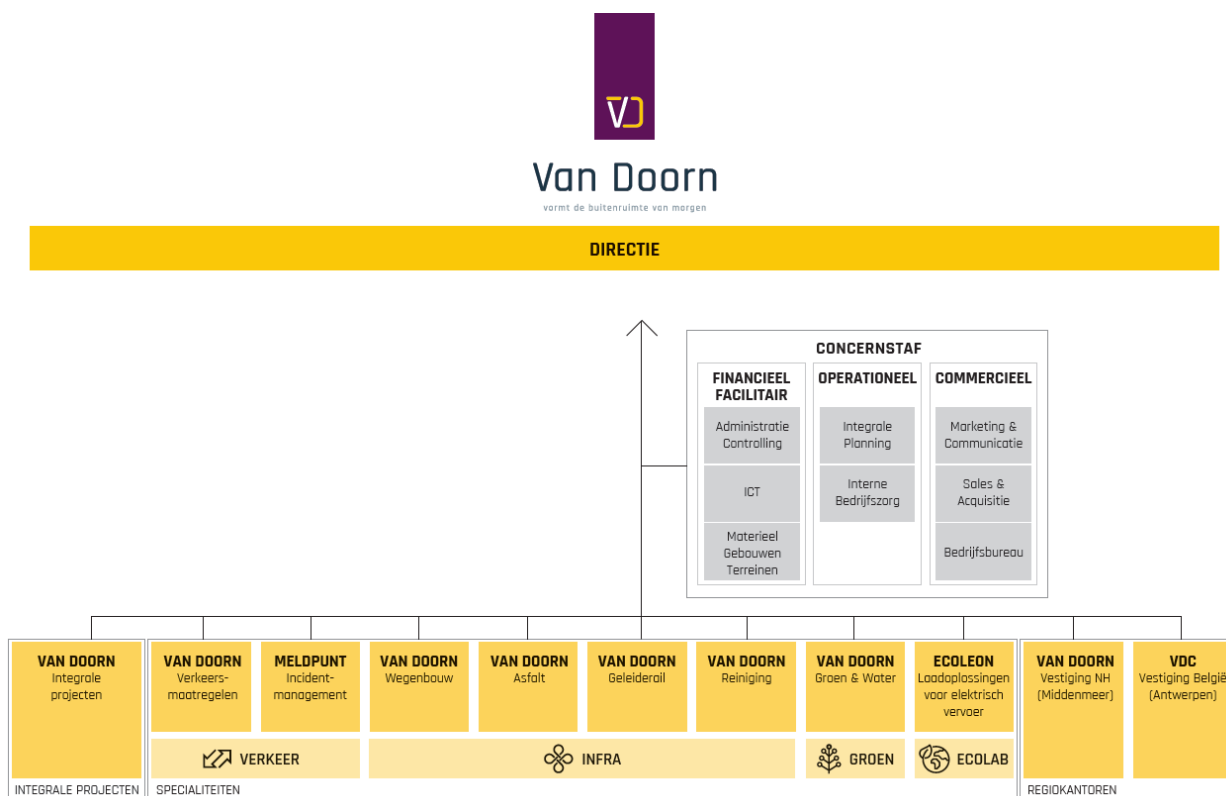 VD
Van Doorn
vormt de buitenruimte van morgen
DIRECTIE
CONCERNSTAF
FINANCIEEL
FACILITAIR
Administratie
Controlling
ICT
Materieel
Gebouwen
Terreinen
OPERATIONEEL
Integrale
Planning
Interne
Bedrijfszorg
COMMERCIEEL
Marketing &
Communicatie
Sales &
Acquisitie
Bedrijfsbureau
VAN DOORN
Integrale
projecten
VAN DOORN
Verkeers-
maatregelen
MELDPUNT
Incident-
management
VAN DOORN
Wegenbouw
VAN DOORN
Asfalt
VAN DOORN
Geleiderail
VAN DOORN
Reiniging
VAN DOORN
Groen & Water
ECOLEON
Laadoplossingen
voor elektrisch
vervoer
VAN DOORN
Vestiging NH
(Middenmeer)
VDC
Vestiging België
(Antwerpen)
VERKEER
INFRA
GROEN
ECOLAB
INTEGRALE PROJECTEN
SPECIALITEITEN
REGIOKANTOREN